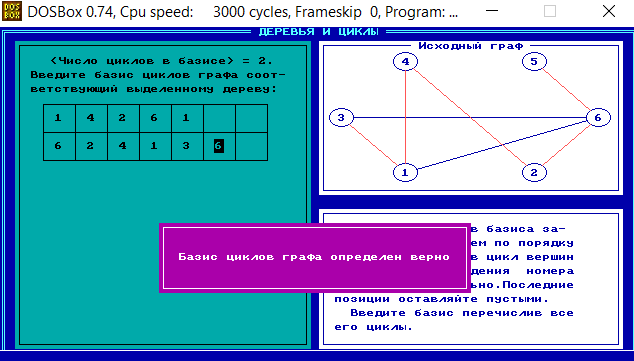 DOSBox 0.74, Cpu speed: 3000 cycles, Frameskip 0, Program: ...
ДЕРЕВЬЯ И ЦИКЛЫ
<Число циклов в базисе> = 2.
Введите базис циклов графа соот-
ветствующий выделенному дереву:
1 4 2 6 1
6 2 4 1 3 6
Исходный граф
4 5
3 6
1 2
в базиса за-
ем по порядку
в цикл вершин
дения номера
ьно.Последние
позиции оставляйте пустыми.
Введите базис перечислив все
его циклы.
Базис циклов графа определен верно